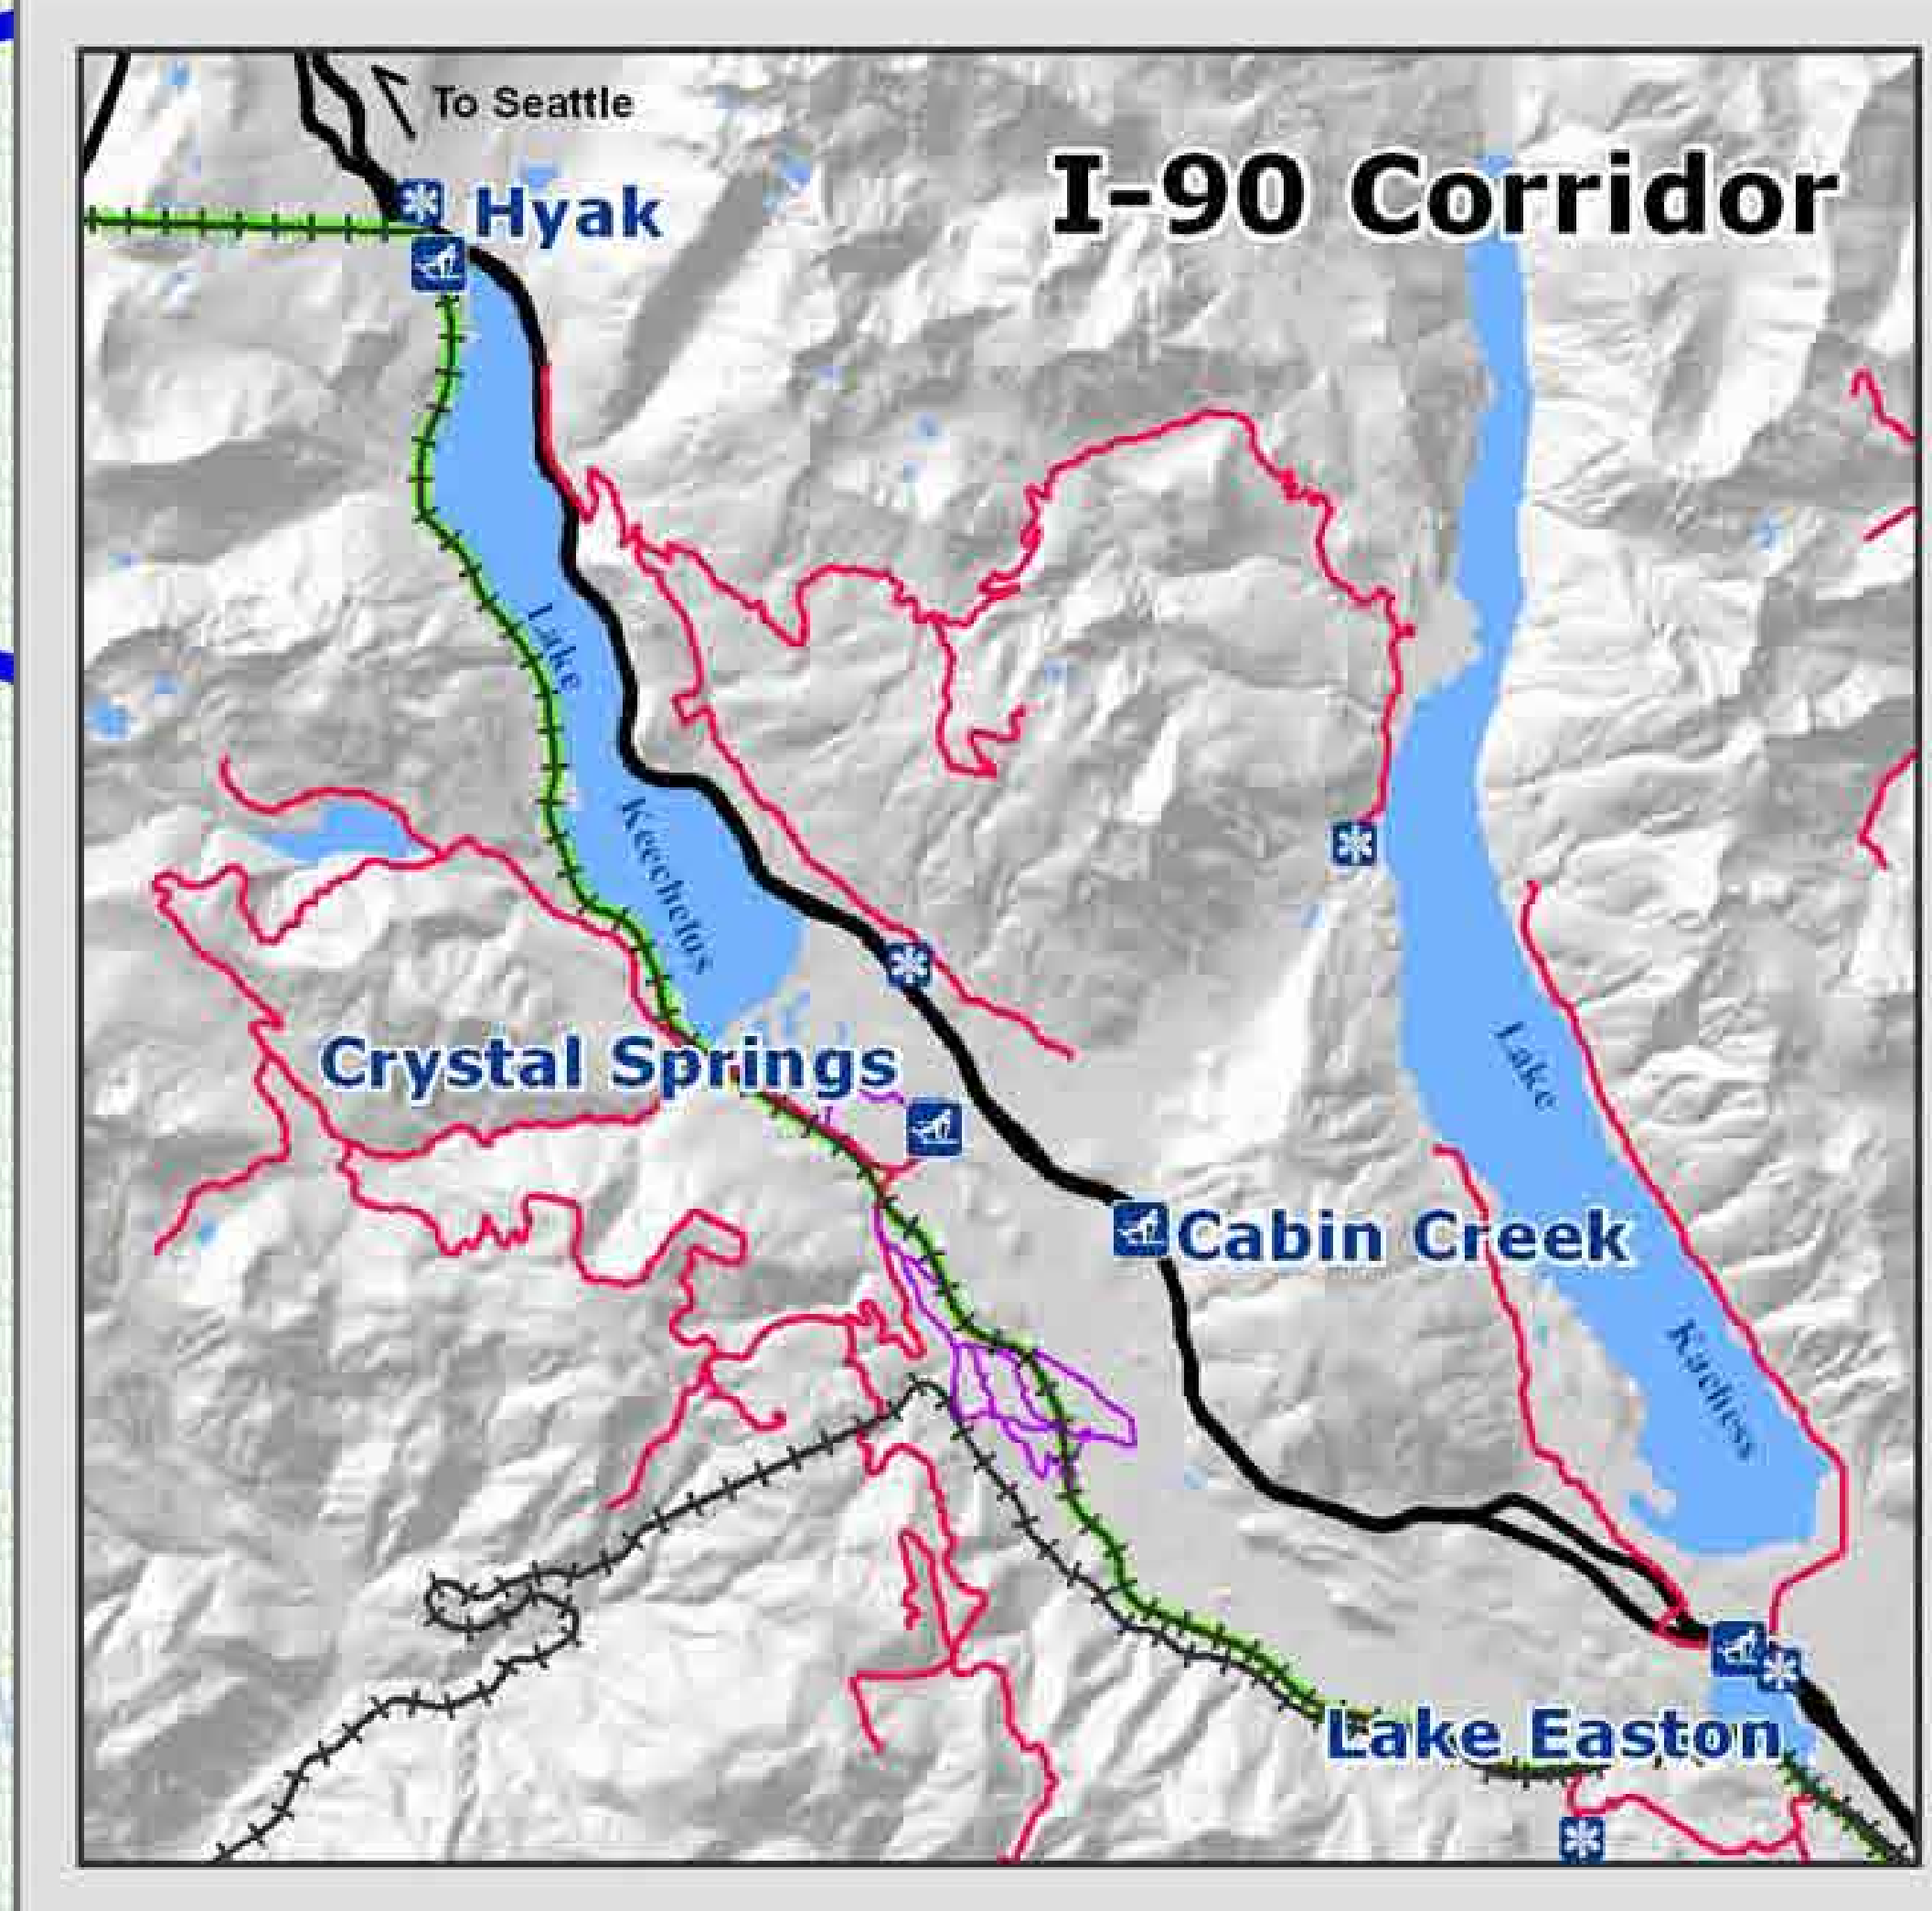 To Seattle
I-90 Corridor
Hyak
Lake
Keechelus
Crystal Springs
Lake
Cabin Creek
Kachess
Lake Easton